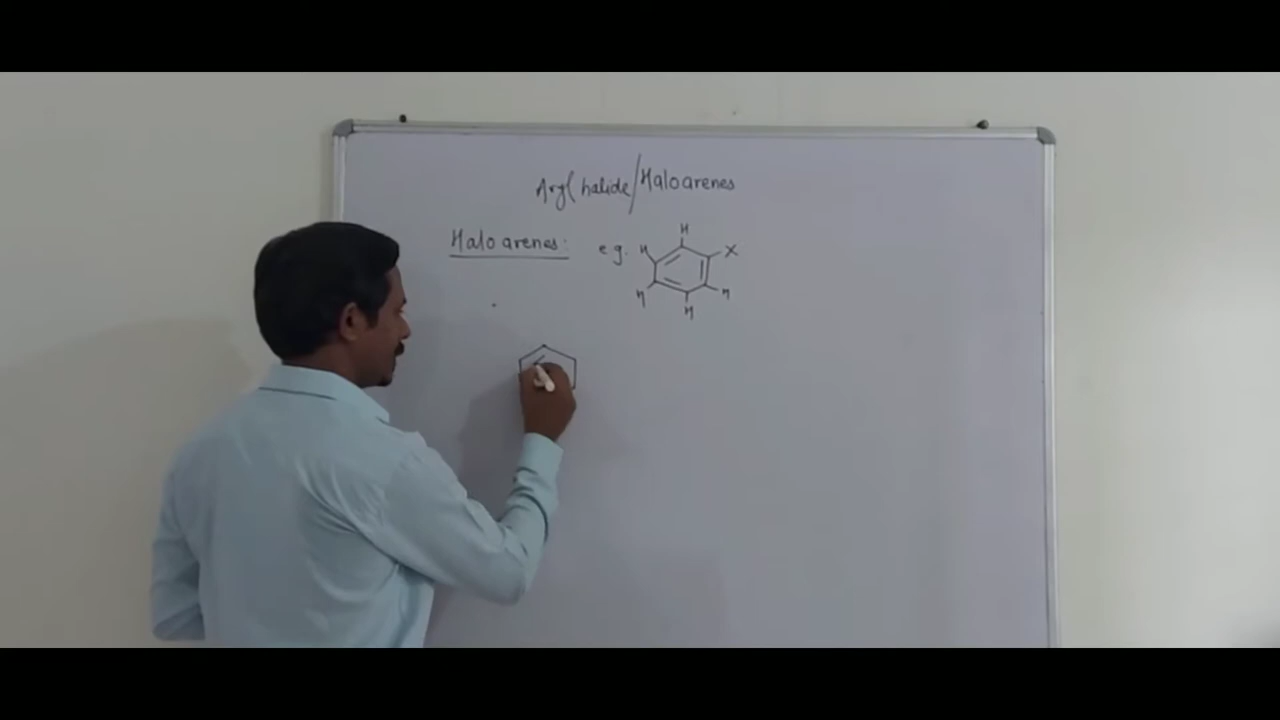 Aryl halide/Haloarenes
Haloarenes: e.g.
H
H X
H H
H